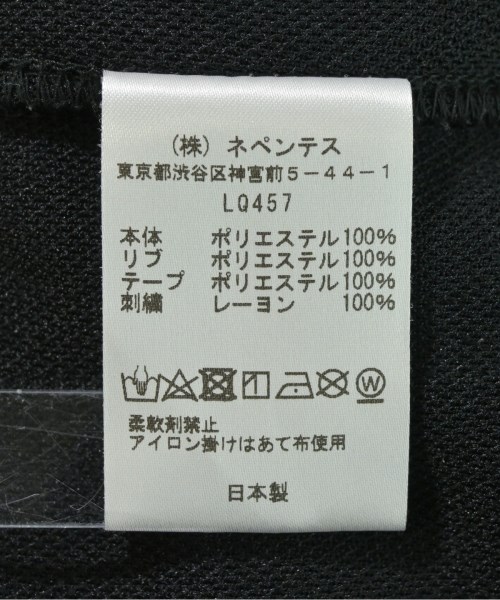 （株）ネペンテス
東京都渋谷区神宮前5-44-1
LQ457
本体 ポリエステル100%
リブ ポリエステル100%
テープ ポリエステル100%
刺繍 レーヨン 100%
W
柔軟剤禁止
アイロン掛けはあて布使用
日本製